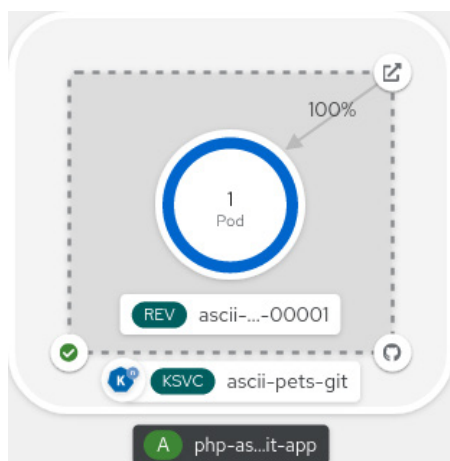 100%
1
Pod
REV ascii-...-00001
K n
KSVC ascii-pets-git
A php-as...it-app